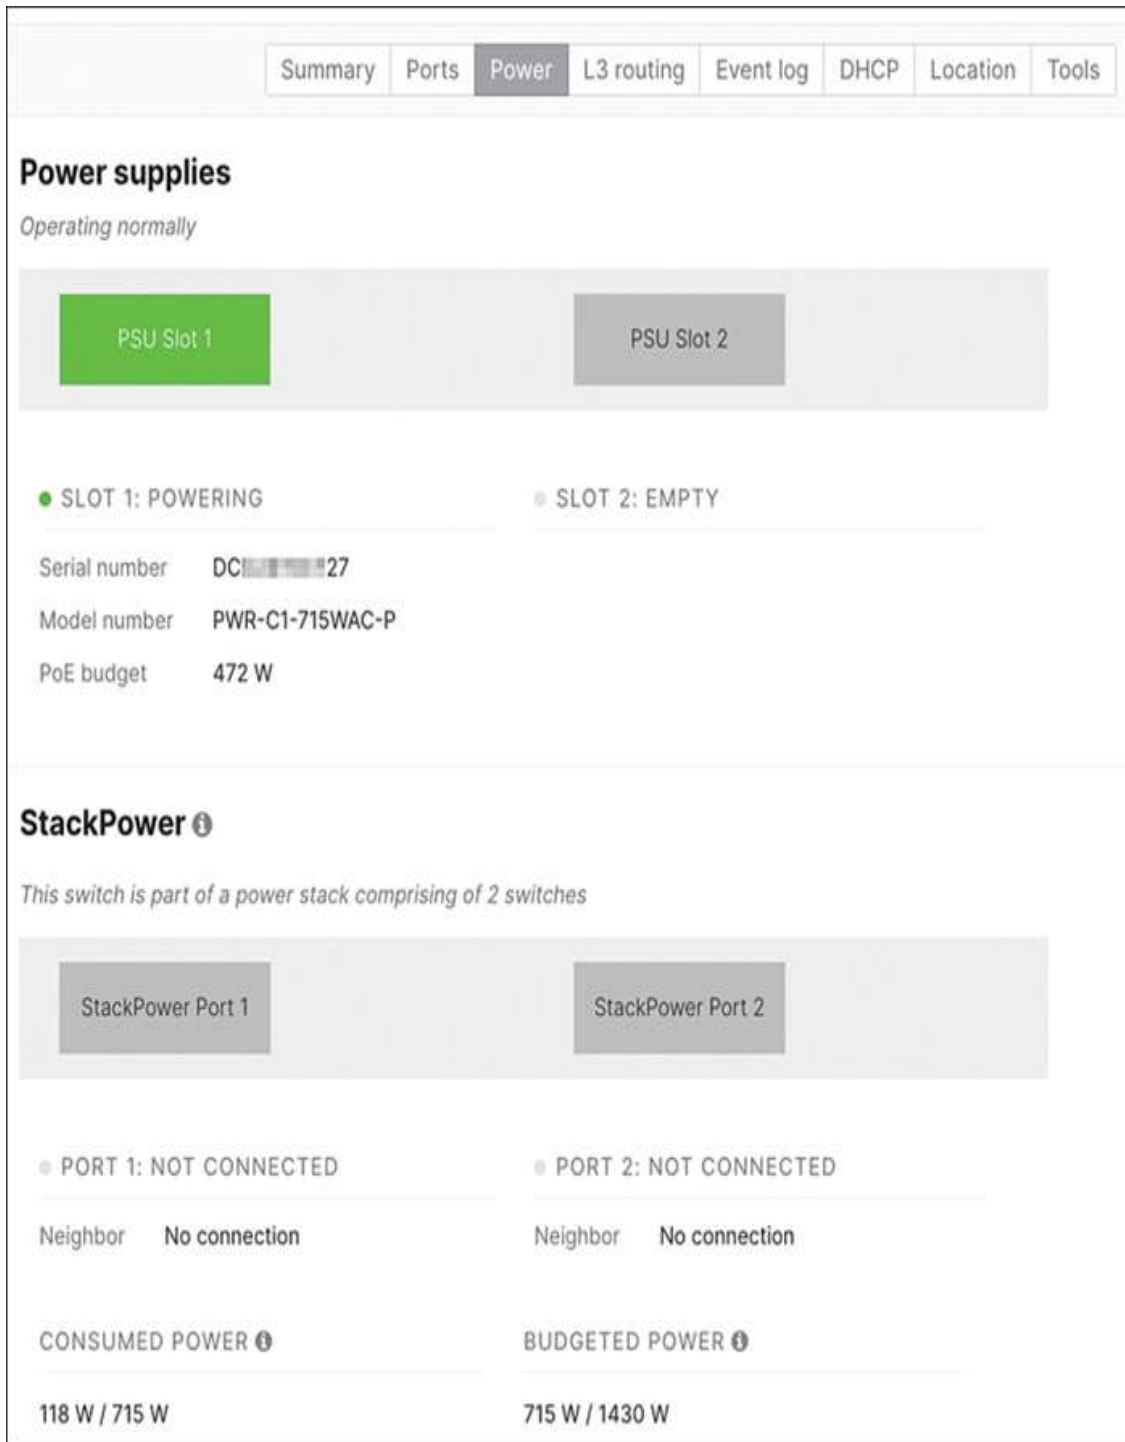 Summary Ports Power L3 routing Event log DHCP Location Tools
Power supplies
Operating normally
PSU Slot 1 PSU Slot 2
SLOT 1: POWERING SLOT 2: EMPTY
Serial number DC 27
Model number PWR-C1-715WAC-P
PoE budget 472 W
StackPower
This switch is part of a power stack comprising of 2 switches
StackPower Port 1 StackPower Port 2
PORT 1: NOT CONNECTED PORT 2: NOT CONNECTED
Neighbor No connection Neighbor No connection
CONSUMED POWER BUDGETED POWER
118 W / 715 W 715 W / 1430 W